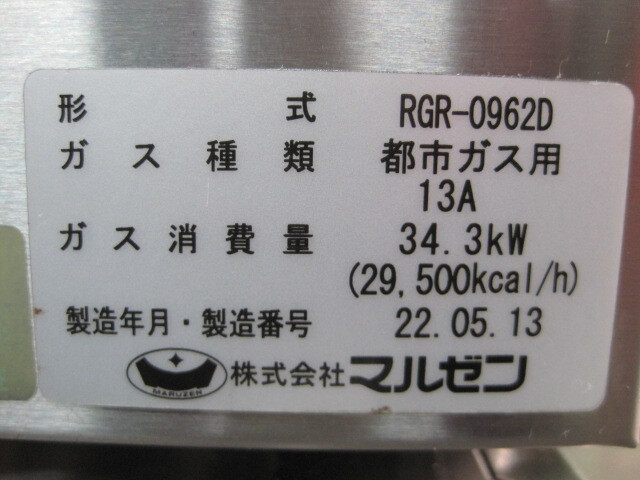 形式 RGR-0962D
ガス種類 都市ガス用
13A
ガス消費量 34.3kW
(29,500kcal/h)
製造年月・製造番号 22.05.13
MARUZEN 株式会社マルゼン